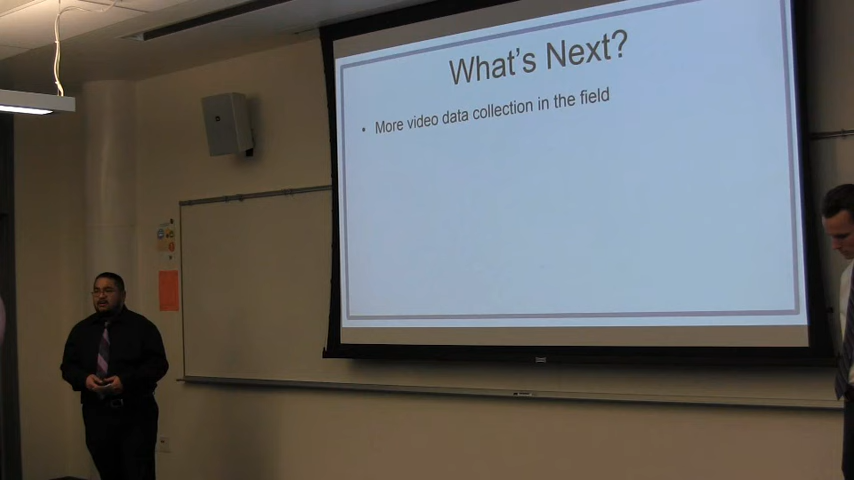 What's Next?
• More video data collection in the field